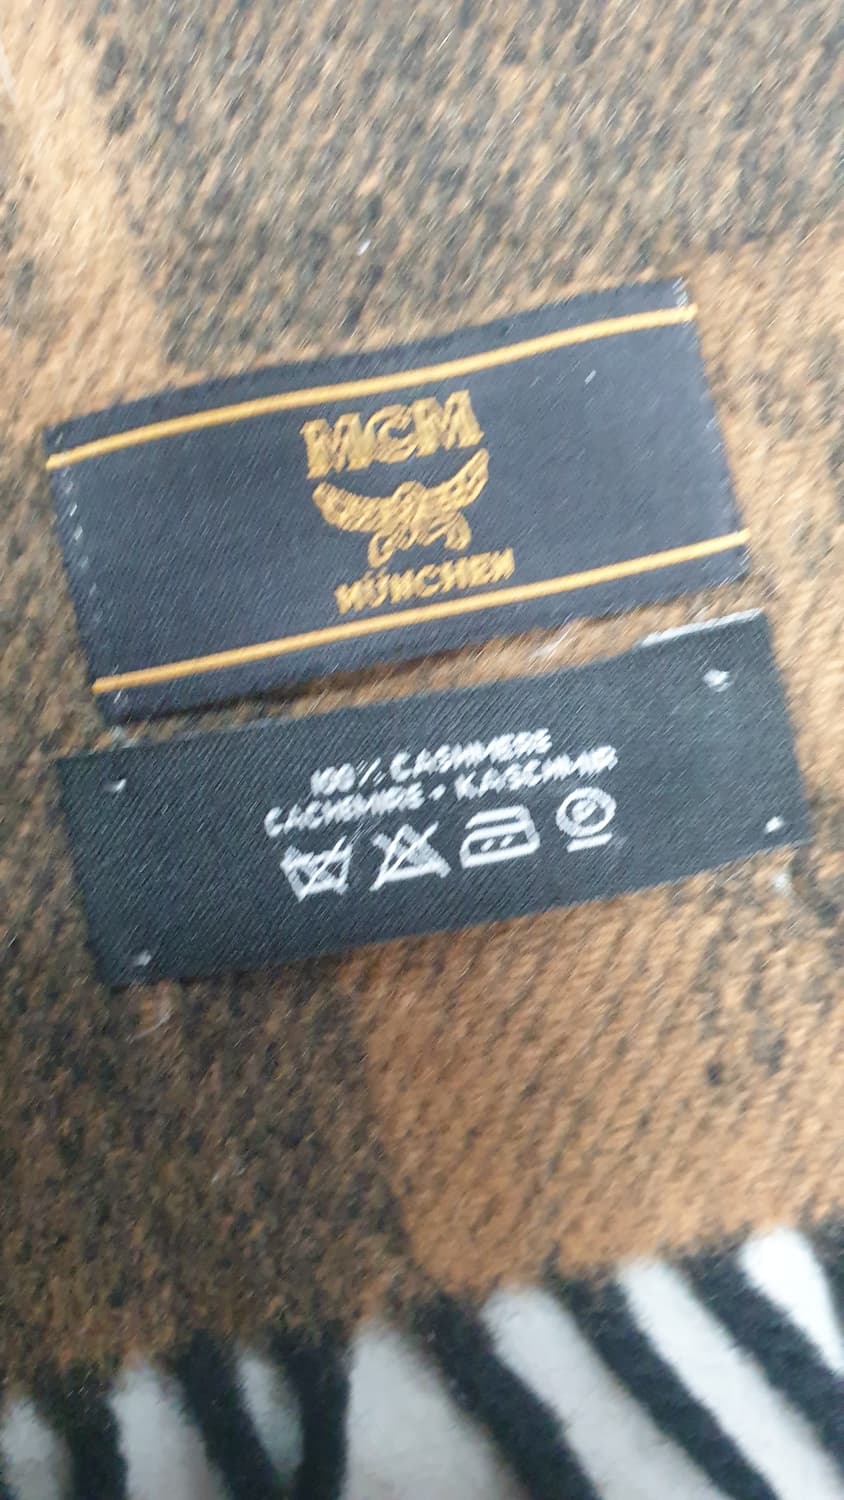 MCM
MÜNCHEN
100% CASHMERE
CACHEMIRE • KASCHMIR